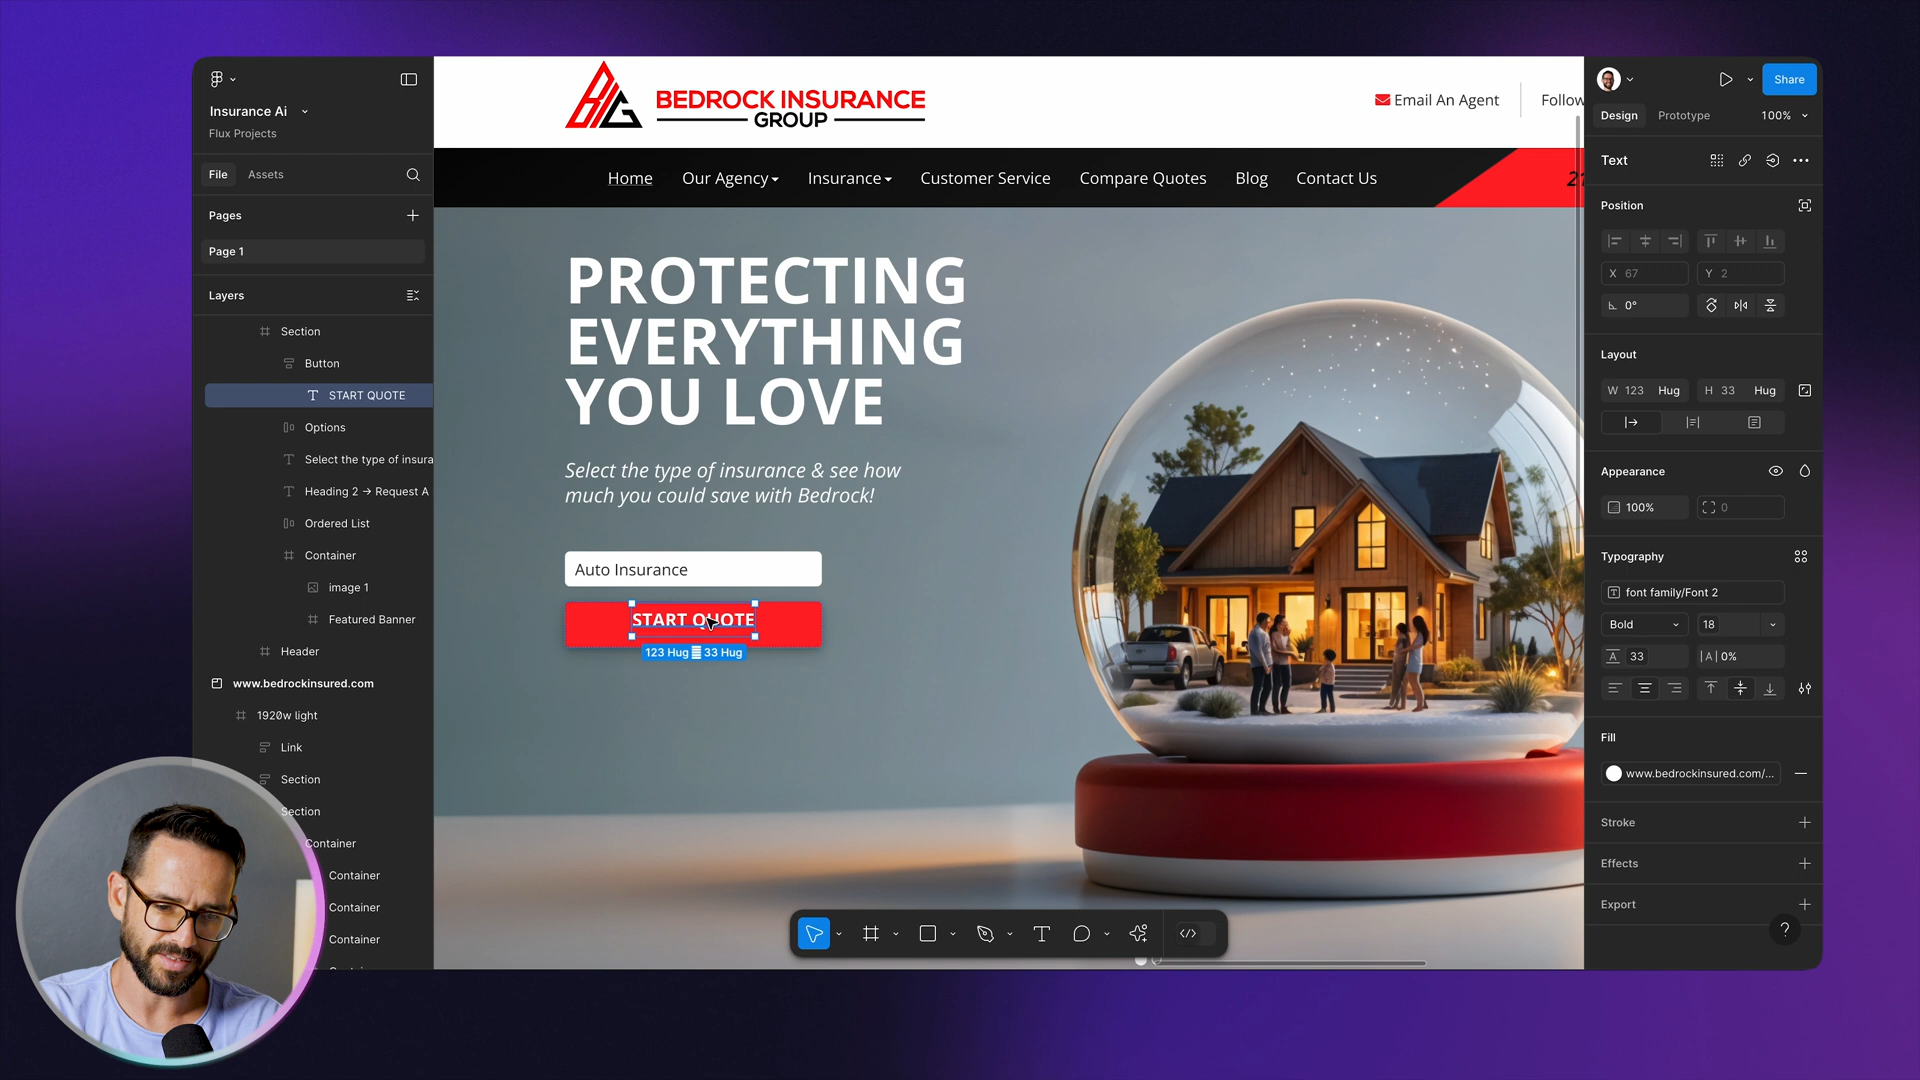 Insurance Ai
Flux Projects
File
Assets
Pages
Page 1
Layers
Section
Button
START QUOTE
Options
Select the type of insura
Heading 2 → Request A
Ordered List
Container
image 1
Featured Banner
Header
www.bedrockinsured.com
1920w light
Link
Section
Section
Container
Container
Container
Container
BIG
BEDROCK INSURANCE
GROUP
Email An Agent
Follow
Home
Our Agency
Insurance
Customer Service
Compare Quotes
Blog
Contact Us
21
PROTECTING
EVERYTHING
YOU LOVE
Select the type of insurance & see how
much you could save with Bedrock!
Auto Insurance
START QUOTE
123 Hug
33 Hug
Share
Design
Prototype
100%
Text
Position
X 67
Y 2
0°
Layout
W 123 Hug
H 33 Hug
Appearance
100%
0
Typography
font family/Font 2
Bold
18
33
|A| 0%
Fill
www.bedrockinsured.com/...
Stroke
Effects
Export
?